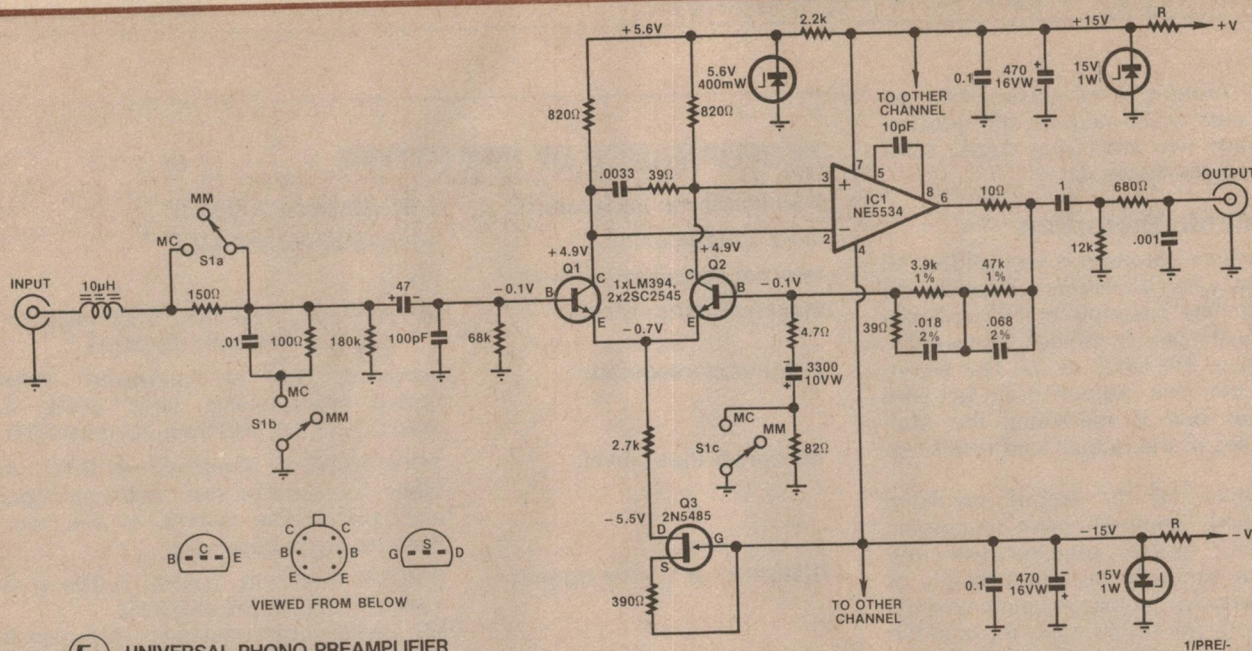 +5.6V
2.2k
+15V
R
+V
5.6V
400mW
0.1
470
16VW
+
−
15V
1W
820Ω
820Ω
TO OTHER
CHANNEL
10pF
.0033
39Ω
3
+
7
5
8
6
IC1
NE5534
−
2
4
10Ω
1
680Ω
OUTPUT
12k
.001
MM
MC
S1a
+4.9V
+4.9V
INPUT
10µH
150Ω
47
+
−
−0.1V
Q1
B
C
E
1xLM394,
2x2SC2545
Q2
C
B
E
−0.1V
3.9k
1%
47k
1%
39Ω
.018
2%
.068
2%
−0.7V
.01
100Ω
180k
100pF
68k
4.7Ω
−
3300
10VW
+
MC
S1b
MM
2.7k
MC
MM
S1c
82Ω
−5.5V
Q3
2N5485
D
G
S
−15V
R
−V
B
C
E
C
C
B
B
E
E
G
S
D
VIEWED FROM BELOW
390Ω
TO OTHER
CHANNEL
0.1
470
16VW
−
+
15V
1W
UNIVERSAL PHONO PREAMPLIFIER
1/PRE/-